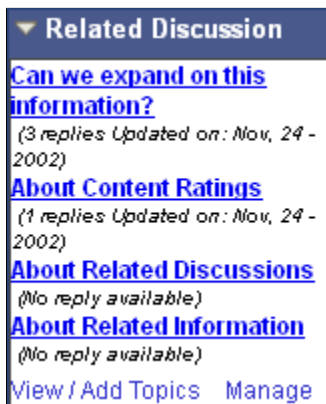 Related Discussion
Can we expand on this
information?
(3 replies Updated on: Nov, 24 -
2002)
About Content Ratings
(1 replies Updated on: Nov, 24 -
2002)
About Related Discussions
(No reply available)
About Related Information
(No reply available)
View / Add Topics Manage